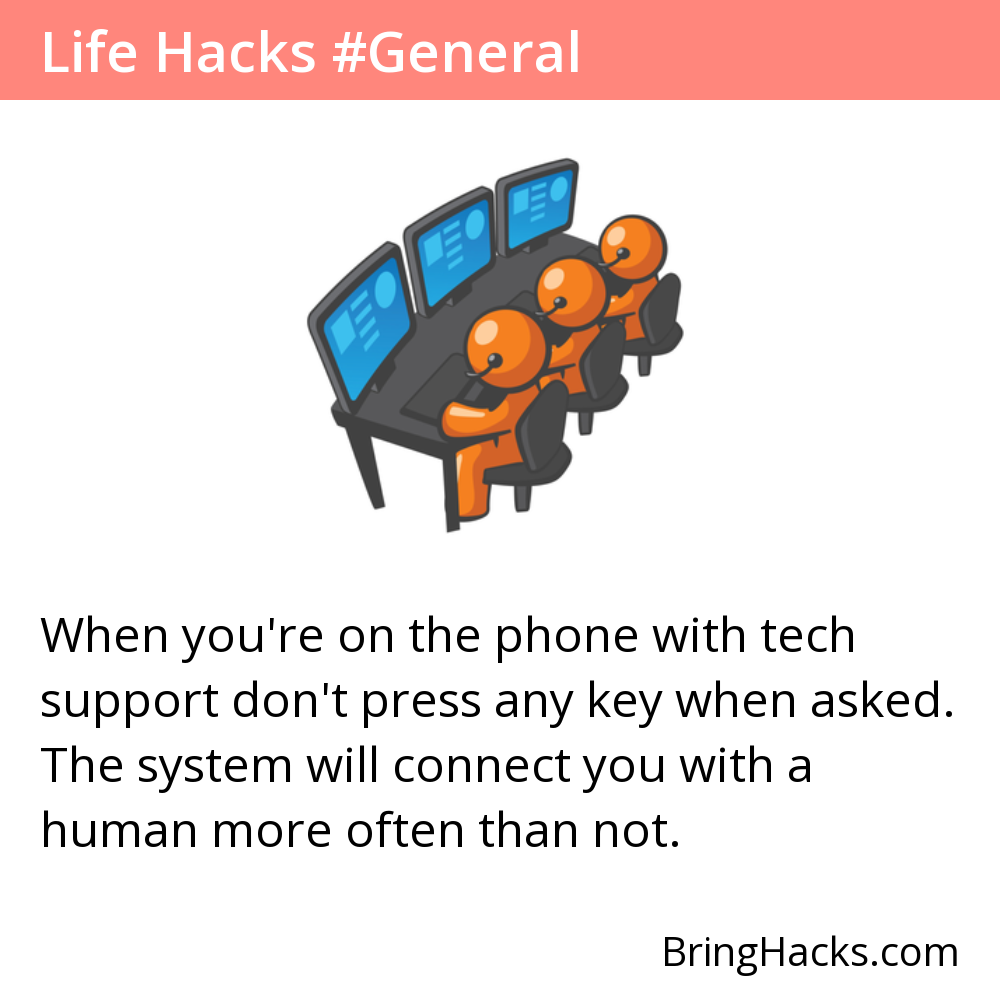 Life Hacks #General
When you're on the phone with tech
support don't press any key when asked.
The system will connect you with a
human more often than not.
BringHacks.com